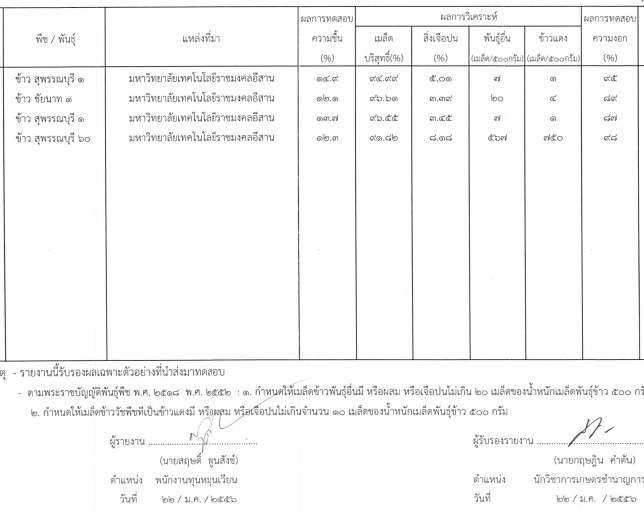 ผลการทดสอบ ผลการวิเคราะห์ ผลการทดสอบ
พืช / พันธุ์ แหล่งที่มา ความชื้น เมล็ด สิ่งเจือปน พันธุ์อื่น ข้าวแดง ความงอก
(%) บริสุทธิ์(%) (%) (เมล็ด/๕๐๐กรัม) (เมล็ด/๕๐๐กรัม) (%)
ข้าว สุพรรณบุรี ๑ มหาวิทยาลัยเทคโนโลยีราชมงคลอีสาน ๑๔.๙ ๙๔.๙๙ ๕.๐๑ ๗ ๑ ๙๕
ข้าว ชัยนาท ๑ มหาวิทยาลัยเทคโนโลยีราชมงคลอีสาน ๑๒.๑ ๙๖.๖๑ ๓.๓๙ ๒๐ ๔ ๘๙
ข้าว สุพรรณบุรี ๑ มหาวิทยาลัยเทคโนโลยีราชมงคลอีสาน ๑๓.๗ ๙๖.๕๕ ๓.๔๕ ๗ ๑ ๘๗
ข้าว สุพรรณบุรี ๖๐ มหาวิทยาลัยเทคโนโลยีราชมงคลอีสาน ๑๒.๓ ๙๑.๘๒ ๘.๑๘ ๕๖๗ ๗๕๐ ๙๘
ตุ - รายงานนี้รับรองผลเฉพาะตัวอย่างที่นำส่งมาทดสอบ
- ตามพระราชบัญญัติพันธุ์พืช พ.ศ. ๒๕๑๘ พ.ศ. ๒๕๕๒ : ๑. กำหนดให้เมล็ดข้าวพันธุ์อื่นมี หรือผสม หรือเจือปนไม่เกิน ๒๐ เมล็ดของน้ำหนักเมล็ดพันธุ์ข้าว ๕๐๐ กรั
๒. กำหนดให้เมล็ดข้าววัชพืชที่เป็นข้าวแดงมี หรือผสม หรือเจือปนไม่เกินจำนวน ๑๐ เมล็ดของน้ำหนักเมล็ดพันธุ์ข้าว ๕๐๐ กรัม
ผู้รายงาน ผู้รับรองรายงาน
(นายสฤษดิ์ พูนสังข์) (นายกฤษฎิน คำตัน)
ตำแหน่ง พนักงานทุนหมุนเวียน ตำแหน่ง นักวิชาการเกษตรชำนาญการ
วันที่ ๒๒ / ม.ค. / ๒๕๕๖ วันที่ ๒๒ / ม.ค. / ๒๕๕๖